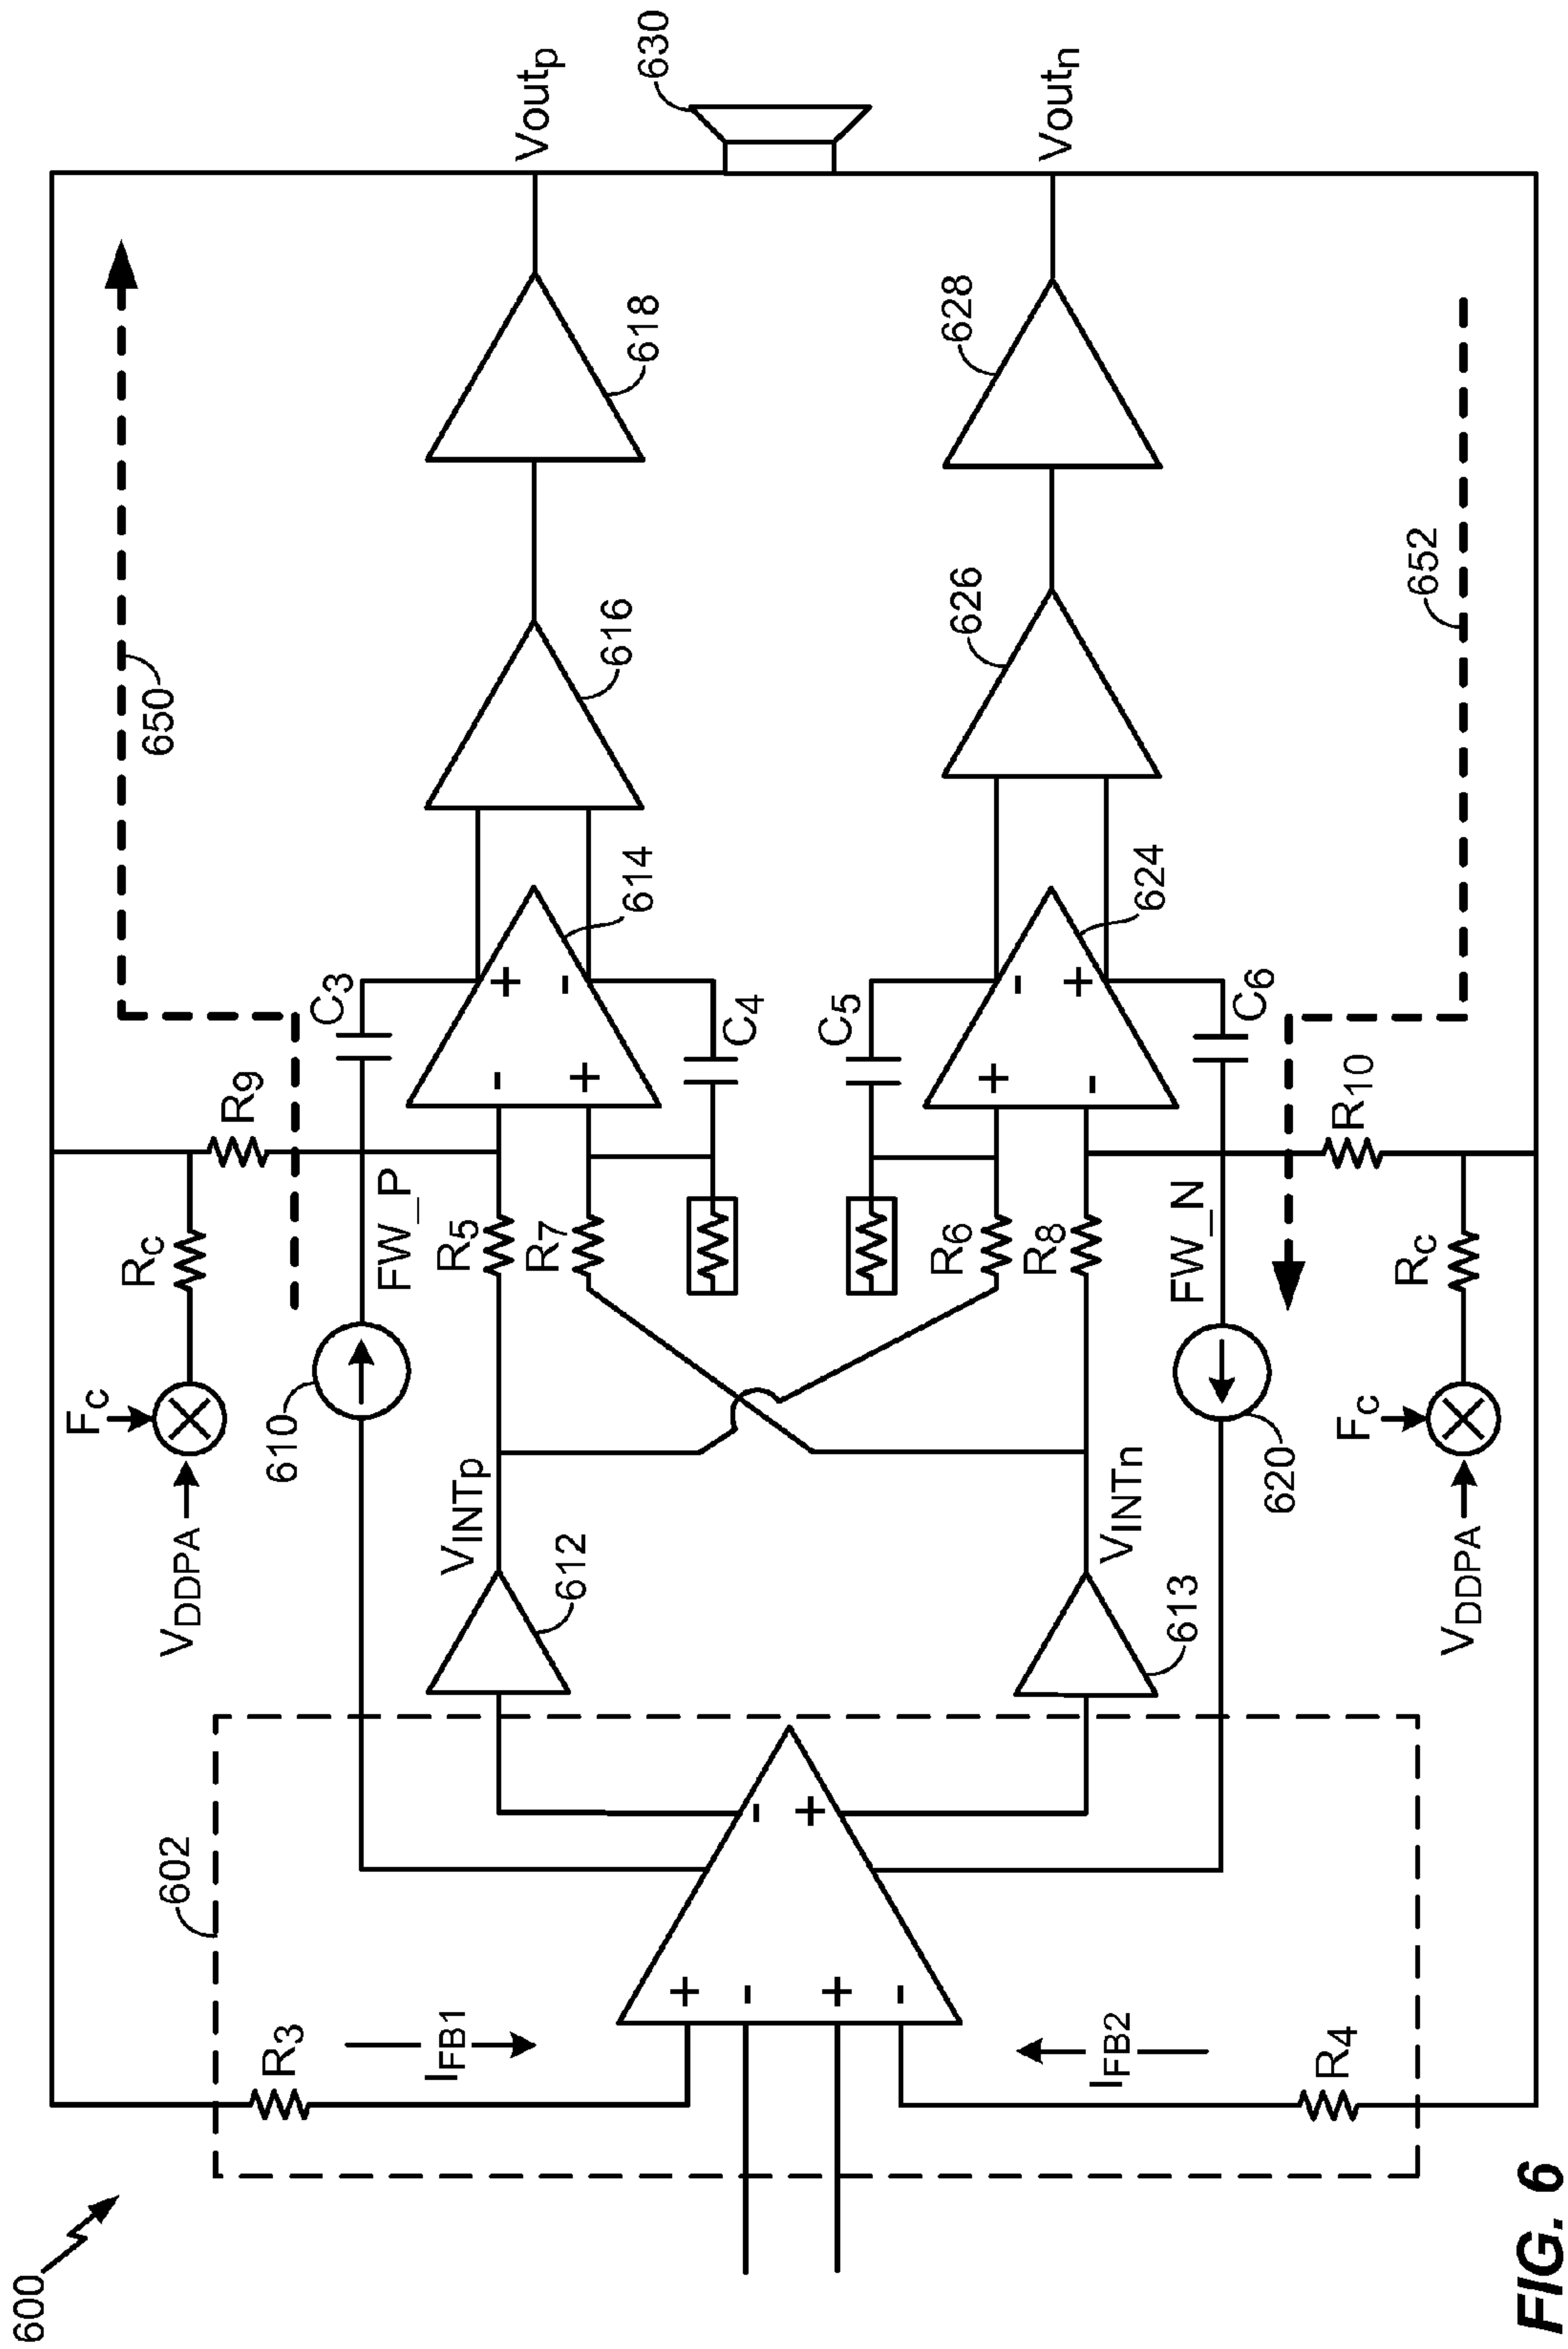 600
602
R3
IFB1
+
-
+
-
IFB2
R4
-
+
612
613
VINTp
VINTn
VDDPA
Fc
Rc
610
FW_P
R9
C3
650
R5
R7
-
+
+
-
614
C4
C5
R6
R8
+
-
-
+
624
C6
620
FW_N
R10
VDDPA
Fc
Rc
652
616
618
626
628
Voutp
630
Voutn
FIG. 6